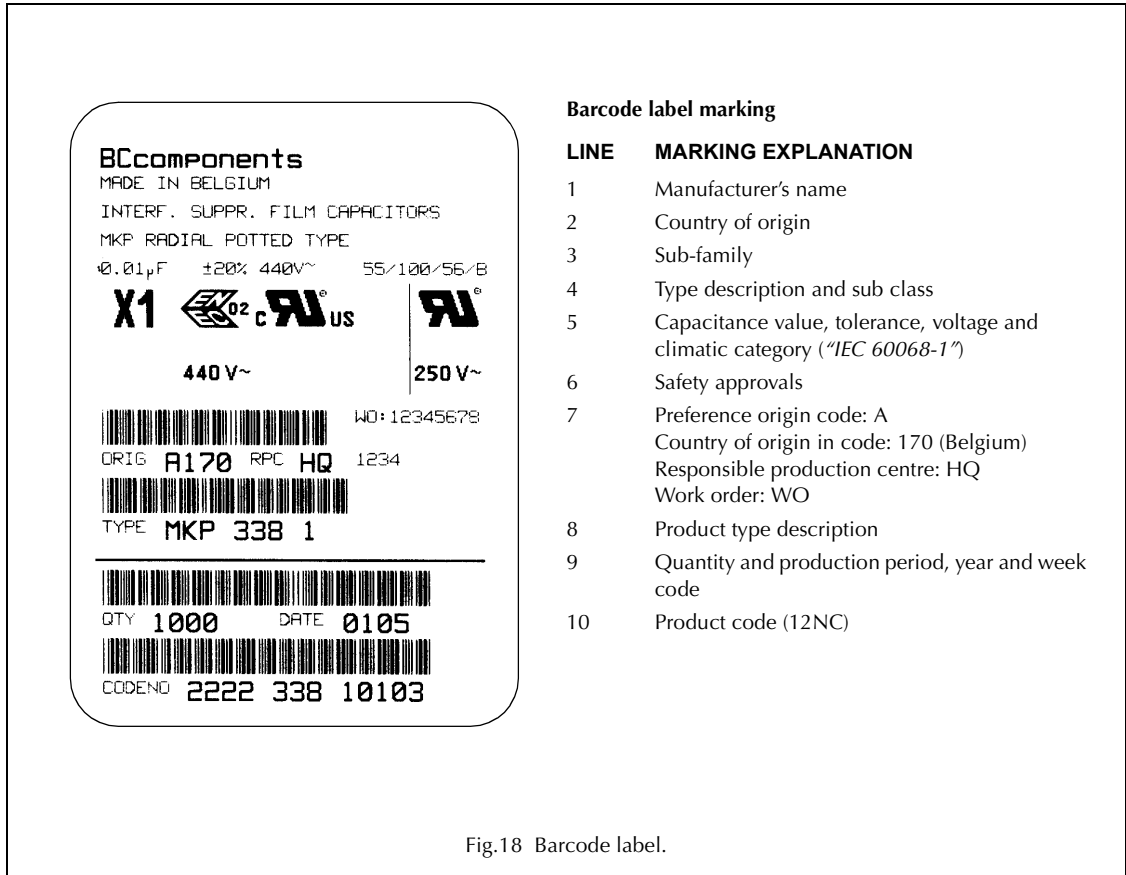 BCcomponents
MADE IN BELGIUM
INTERF. SUPPR. FILM CAPACITORS
MKP RADIAL POTTED TYPE
0.01µF ±20% 440V~ 55/100/56/B
X1 EN 02 c RU® US RU®
440 V~ 250 V~
WO:12345678
ORIG A170 RPC HQ 1234
TYPE MKP 338 1
QTY 1000 DATE 0105
CODENO 2222 338 10103
Barcode label marking
LINE MARKING EXPLANATION
1 Manufacturer’s name
2 Country of origin
3 Sub-family
4 Type description and sub class
5 Capacitance value, tolerance, voltage and
climatic category (“IEC 60068-1”)
6 Safety approvals
7 Preference origin code: A
Country of origin in code: 170 (Belgium)
Responsible production centre: HQ
Work order: WO
8 Product type description
9 Quantity and production period, year and week
code
10 Product code (12NC)
Fig.18 Barcode label.